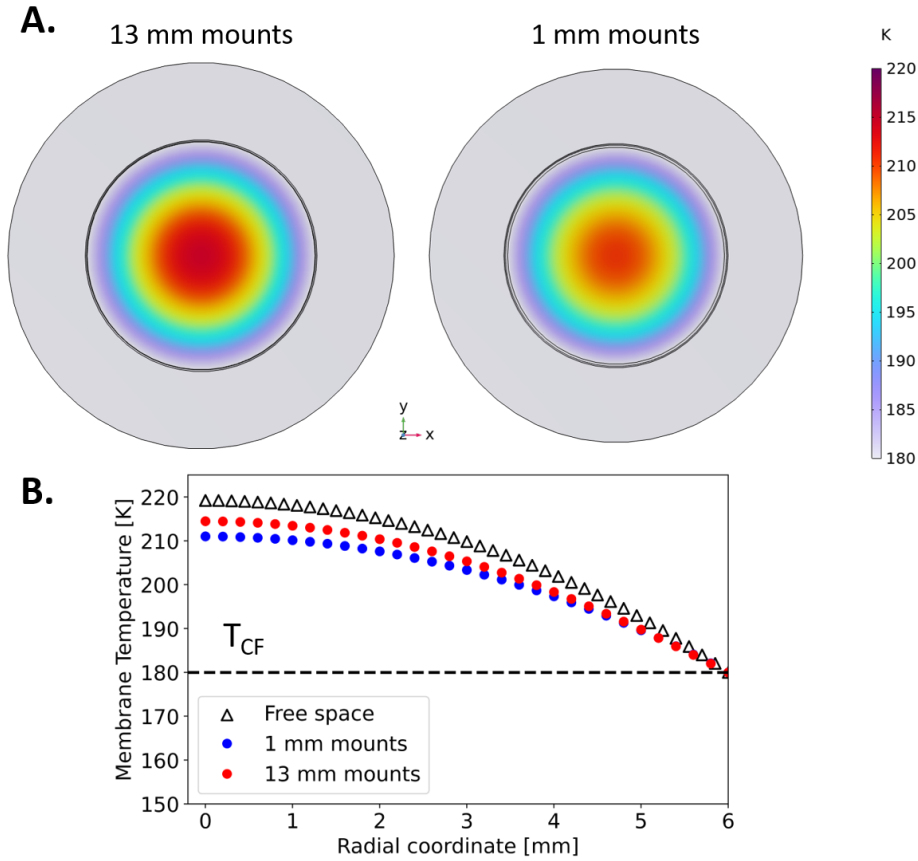 A.
13 mm mounts
1 mm mounts
K
220
215
210
205
200
195
190
185
180
y
z x
B.
Membrane Temperature [K]
220
210
200
190
180
170
160
150
T_CF
Free space
1 mm mounts
13 mm mounts
0 1 2 3 4 5 6
Radial coordinate [mm]